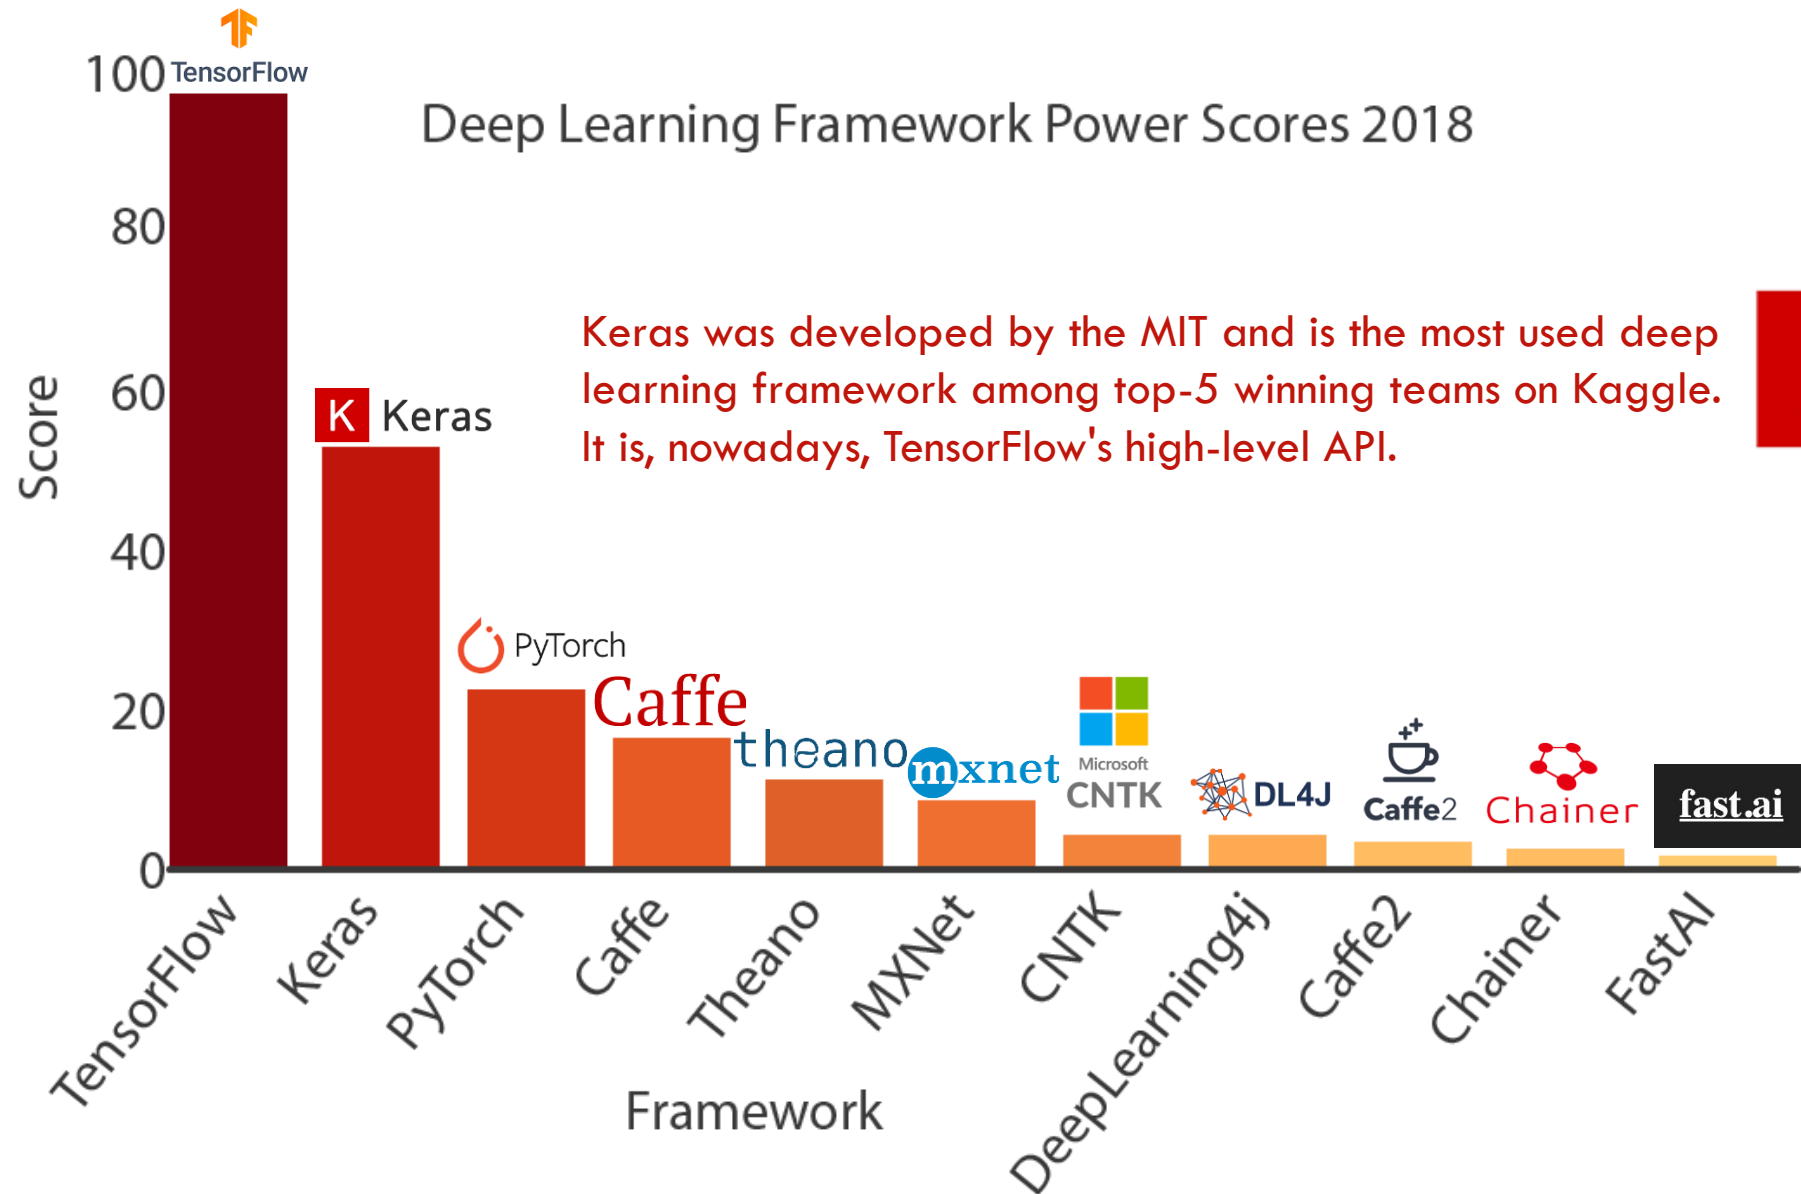 TensorFlow
Deep Learning Framework Power Scores 2018
100
80
60
40
20
0
Score
Keras was developed by the MIT and is the most used deep
learning framework among top-5 winning teams on Kaggle.
It is, nowadays, TensorFlow's high-level API.
K Keras
PyTorch
Caffe
theano
mxnet
Microsoft
CNTK
DL4J
Caffe2
Chainer
fast.ai
TensorFlow
Keras
PyTorch
Caffe
Theano
MXNet
CNTK
DeepLearning4j
Caffe2
Chainer
FastAI
Framework